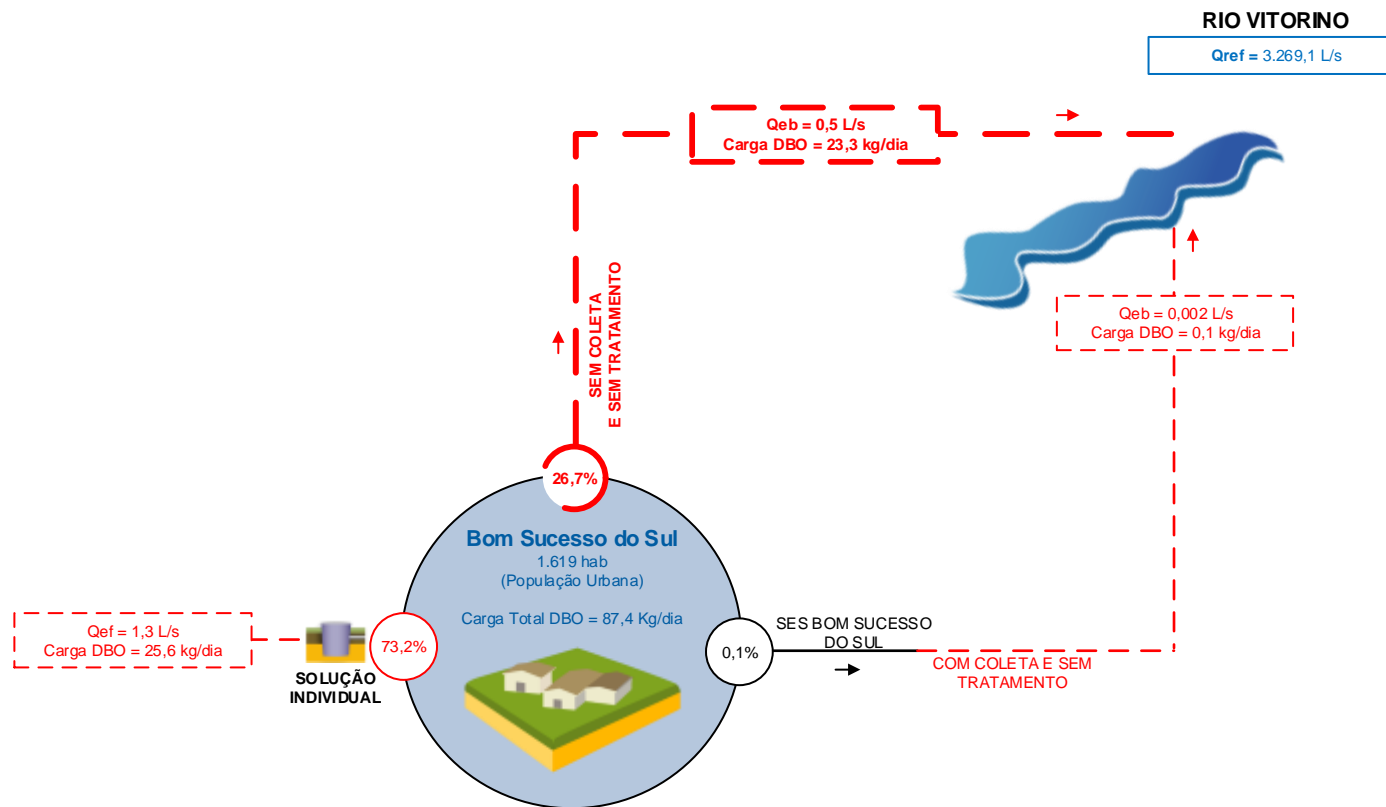 RIO VITORINO
Qref = 3.269,1 L/s
Qeb = 0,5 L/s
Carga DBO = 23,3 kg/dia
SEM COLETA
E SEM TRATAMENTO
Qeb = 0,002 L/s
Carga DBO = 0,1 kg/dia
26,7%
Bom Sucesso do Sul
1.619 hab
(População Urbana)
Carga Total DBO = 87,4 Kg/dia
Qef = 1,3 L/s
Carga DBO = 25,6 kg/dia
SOLUÇÃO
INDIVIDUAL
73,2%
0,1%
SES BOM SUCESSO
DO SUL
COM COLETA E SEM
TRATAMENTO